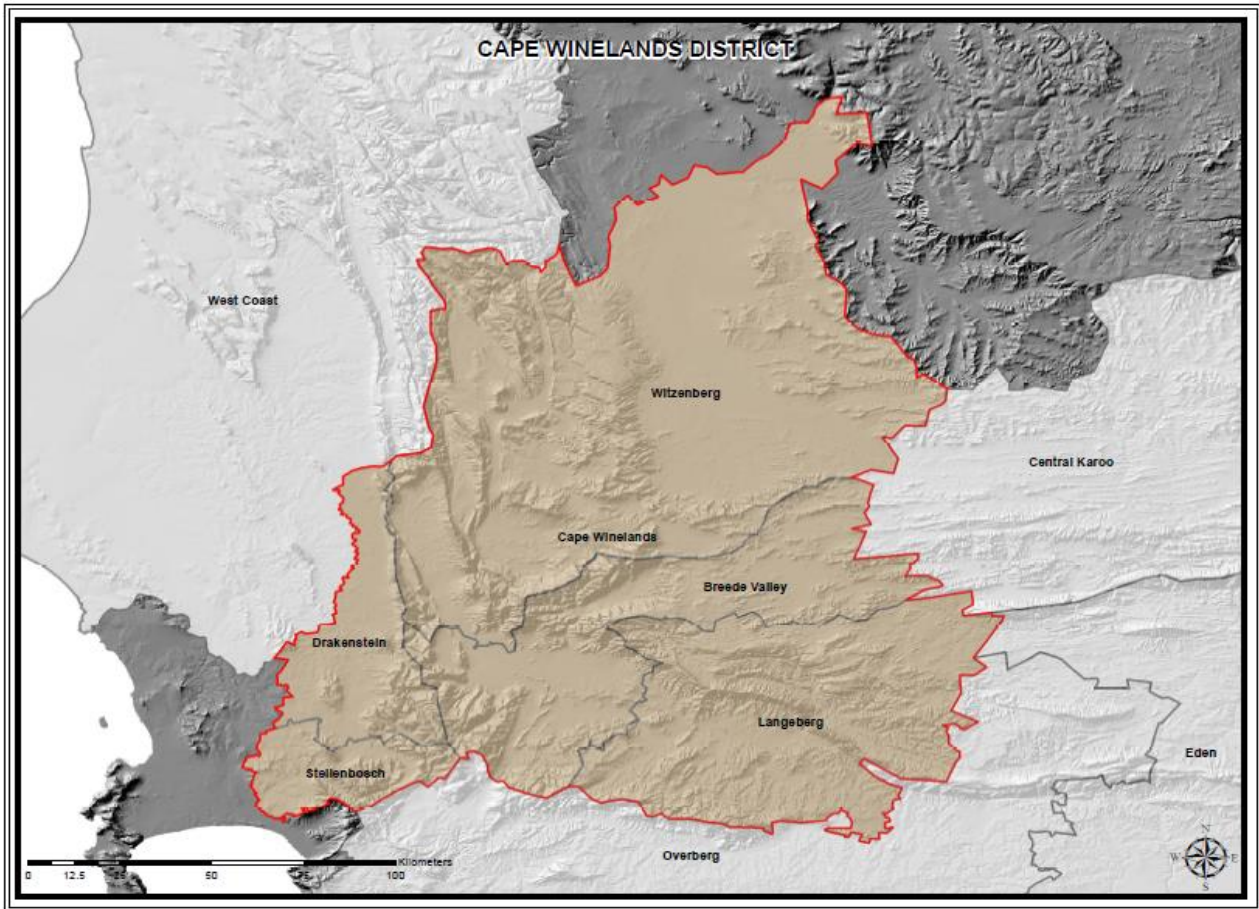 CAPE WINELANDS DISTRICT
West Coast
Witzenberg
Central Karoo
Cape Winelands
Breede Valley
Drakenstein
Langeberg
Eden
Stellenbosch
Overberg
N
W E
S
Kilometers
0 12.5 25 50 100